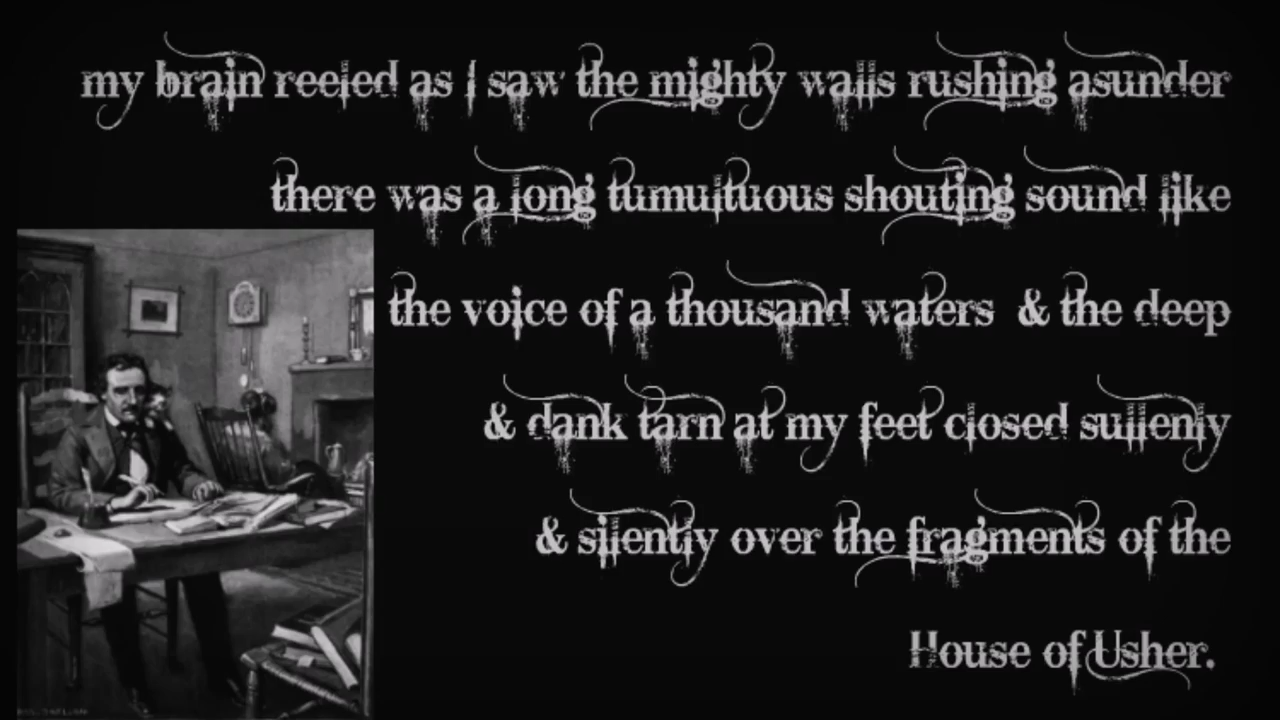 my brain reeled as I saw the mighty walls rushing asunder
there was a long tumultuous shouting sound like
the voice of a thousand waters & the deep
& dank tarn at my feet closed sullenly
& silently over the fragments of the
House of Usher.